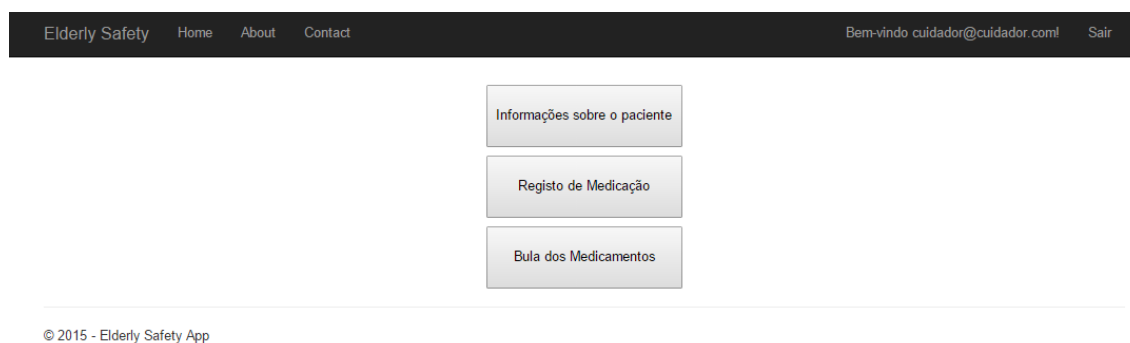 Elderly Safety Home About Contact Bem-vindo cuidador@cuidador.com! Sair
Informações sobre o paciente
Registo de Medicação
Bula dos Medicamentos
© 2015 - Elderly Safety App